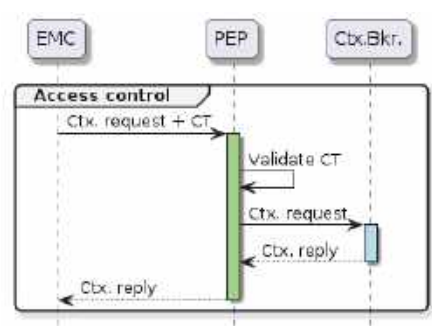 EMC PEP Ctx.Bkr.
Access control
Ctx. request + CT
Validate CT
Ctx. request
Ctx. reply
Ctx. reply